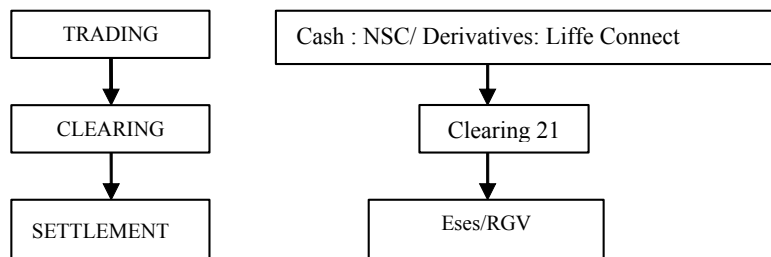 TRADING
Cash : NSC/ Derivatives: Liffe Connect
CLEARING
Clearing 21
SETTLEMENT
Eses/RGV